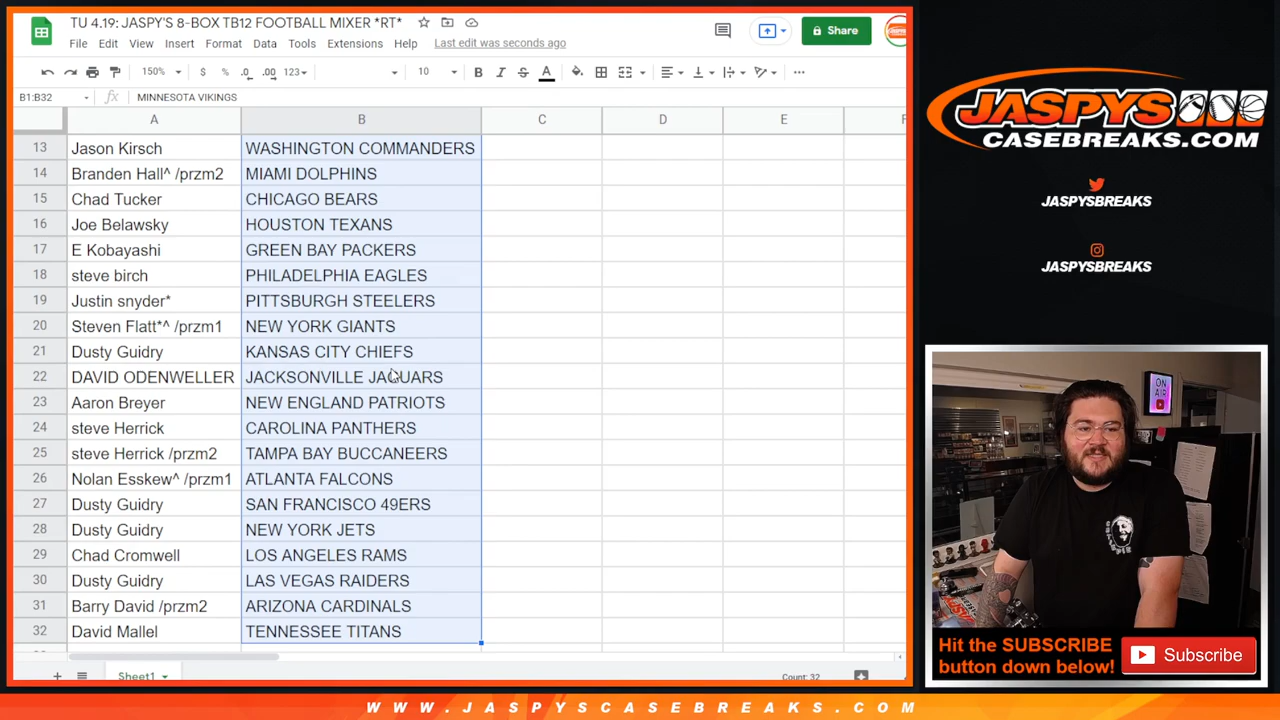 TU 4.19: JASPY'S 8-BOX TB12 FOOTBALL MIXER *RT*
File Edit View Insert Format Data Tools Extensions Help Last edit was seconds ago
Share
150% $ % .0 .00 123 10 B I S A
B1:B32 fx MINNESOTA VIKINGS
A B C D E F
13 Jason Kirsch WASHINGTON COMMANDERS
14 Branden Hall^ /przm2 MIAMI DOLPHINS
15 Chad Tucker CHICAGO BEARS
16 Joe Belawsky HOUSTON TEXANS
17 E Kobayashi GREEN BAY PACKERS
18 steve birch PHILADELPHIA EAGLES
19 Justin snyder* PITTSBURGH STEELERS
20 Steven Flatt*^ /przm1 NEW YORK GIANTS
21 Dusty Guidry KANSAS CITY CHIEFS
22 DAVID ODENWELLER JACKSONVILLE JAGUARS
23 Aaron Breyer NEW ENGLAND PATRIOTS
24 steve Herrick CAROLINA PANTHERS
25 steve Herrick /przm2 TAMPA BAY BUCCANEERS
26 Nolan Esskew^ /przm1 ATLANTA FALCONS
27 Dusty Guidry SAN FRANCISCO 49ERS
28 Dusty Guidry NEW YORK JETS
29 Chad Cromwell LOS ANGELES RAMS
30 Dusty Guidry LAS VEGAS RAIDERS
31 Barry David /przm2 ARIZONA CARDINALS
32 David Mallel TENNESSEE TITANS
Sheet1 Count: 32
JASPYS
CASEBREAKS.COM
JASPYSBREAKS
JASPYSBREAKS
ON AIR
Hit the SUBSCRIBE
button down below!
Subscribe
WWW.JASPYSCASEBREAKS.COM